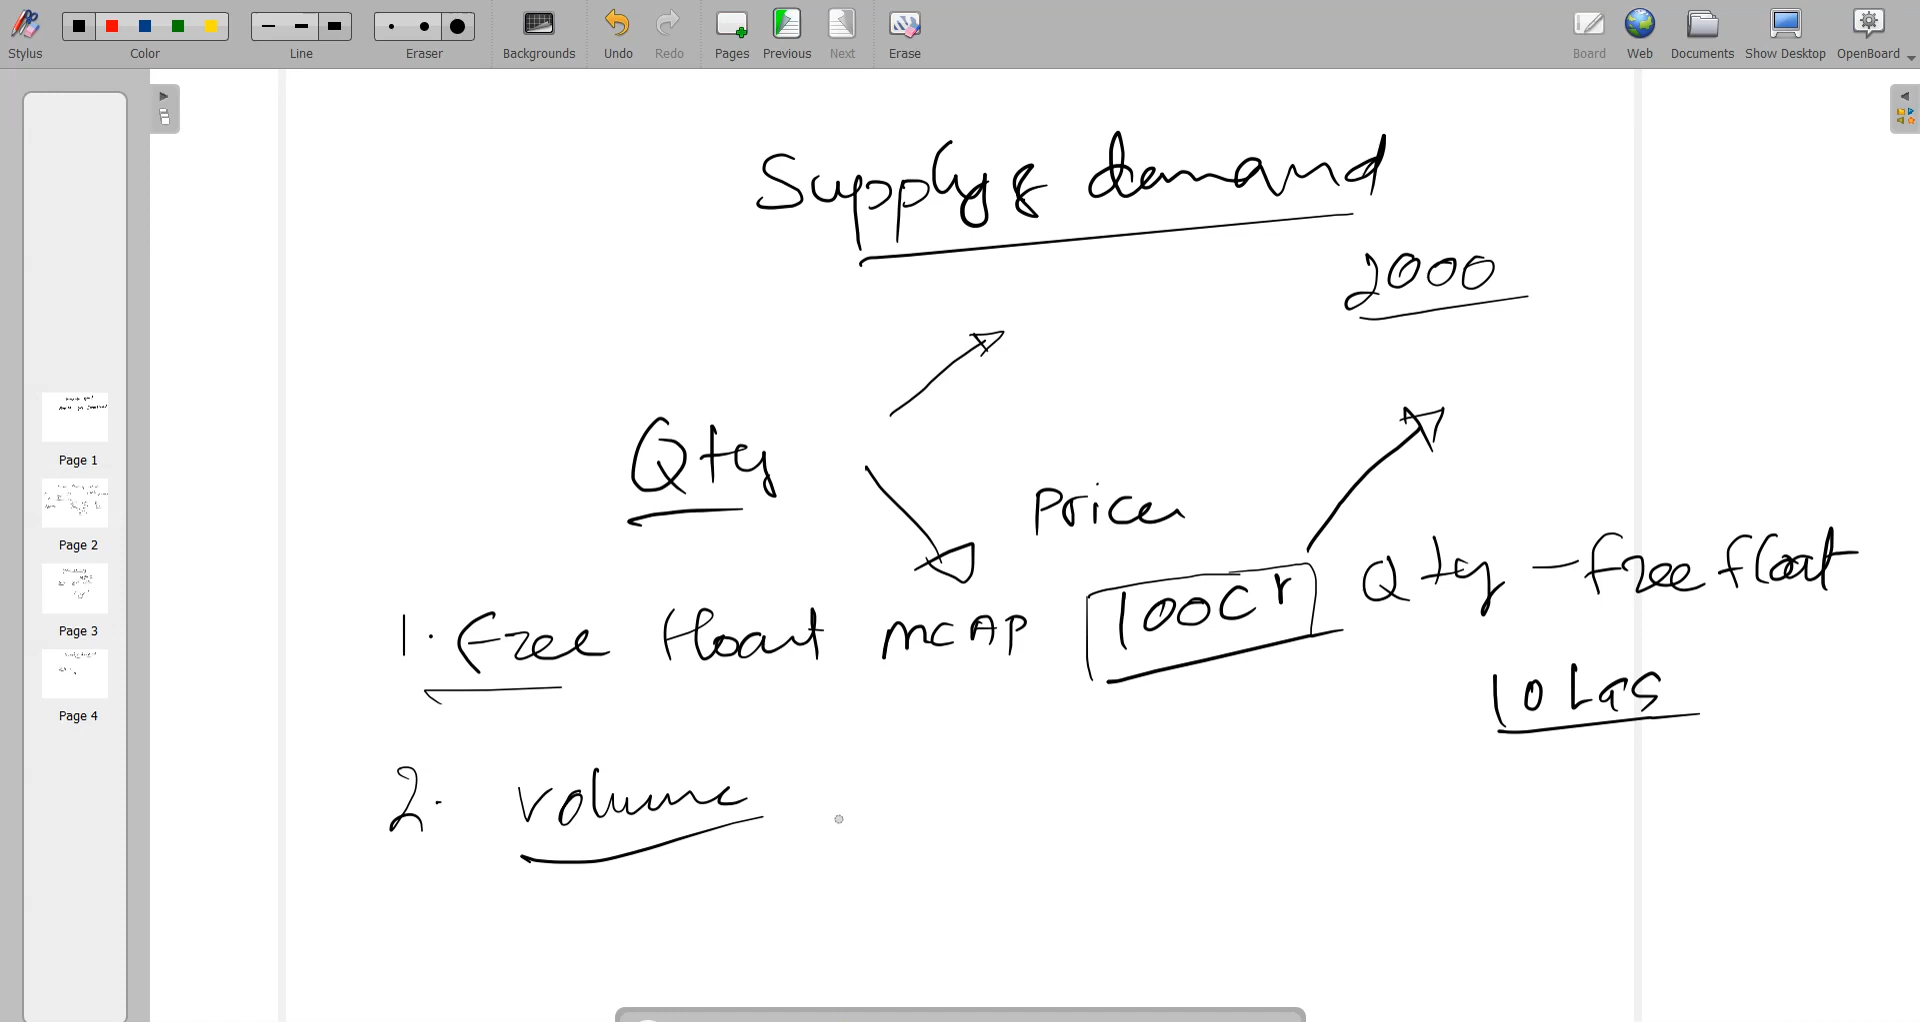 Stylus Color Line Eraser Backgrounds Undo Redo Pages Previous Next Erase Board Web Documents Show Desktop OpenBoard
Supply & demand
2000
Qty
Price
1. Free float MCAP 100Cr Qty - free float
10 Las
2. volume
Page 1
Page 2
Page 3
Page 4